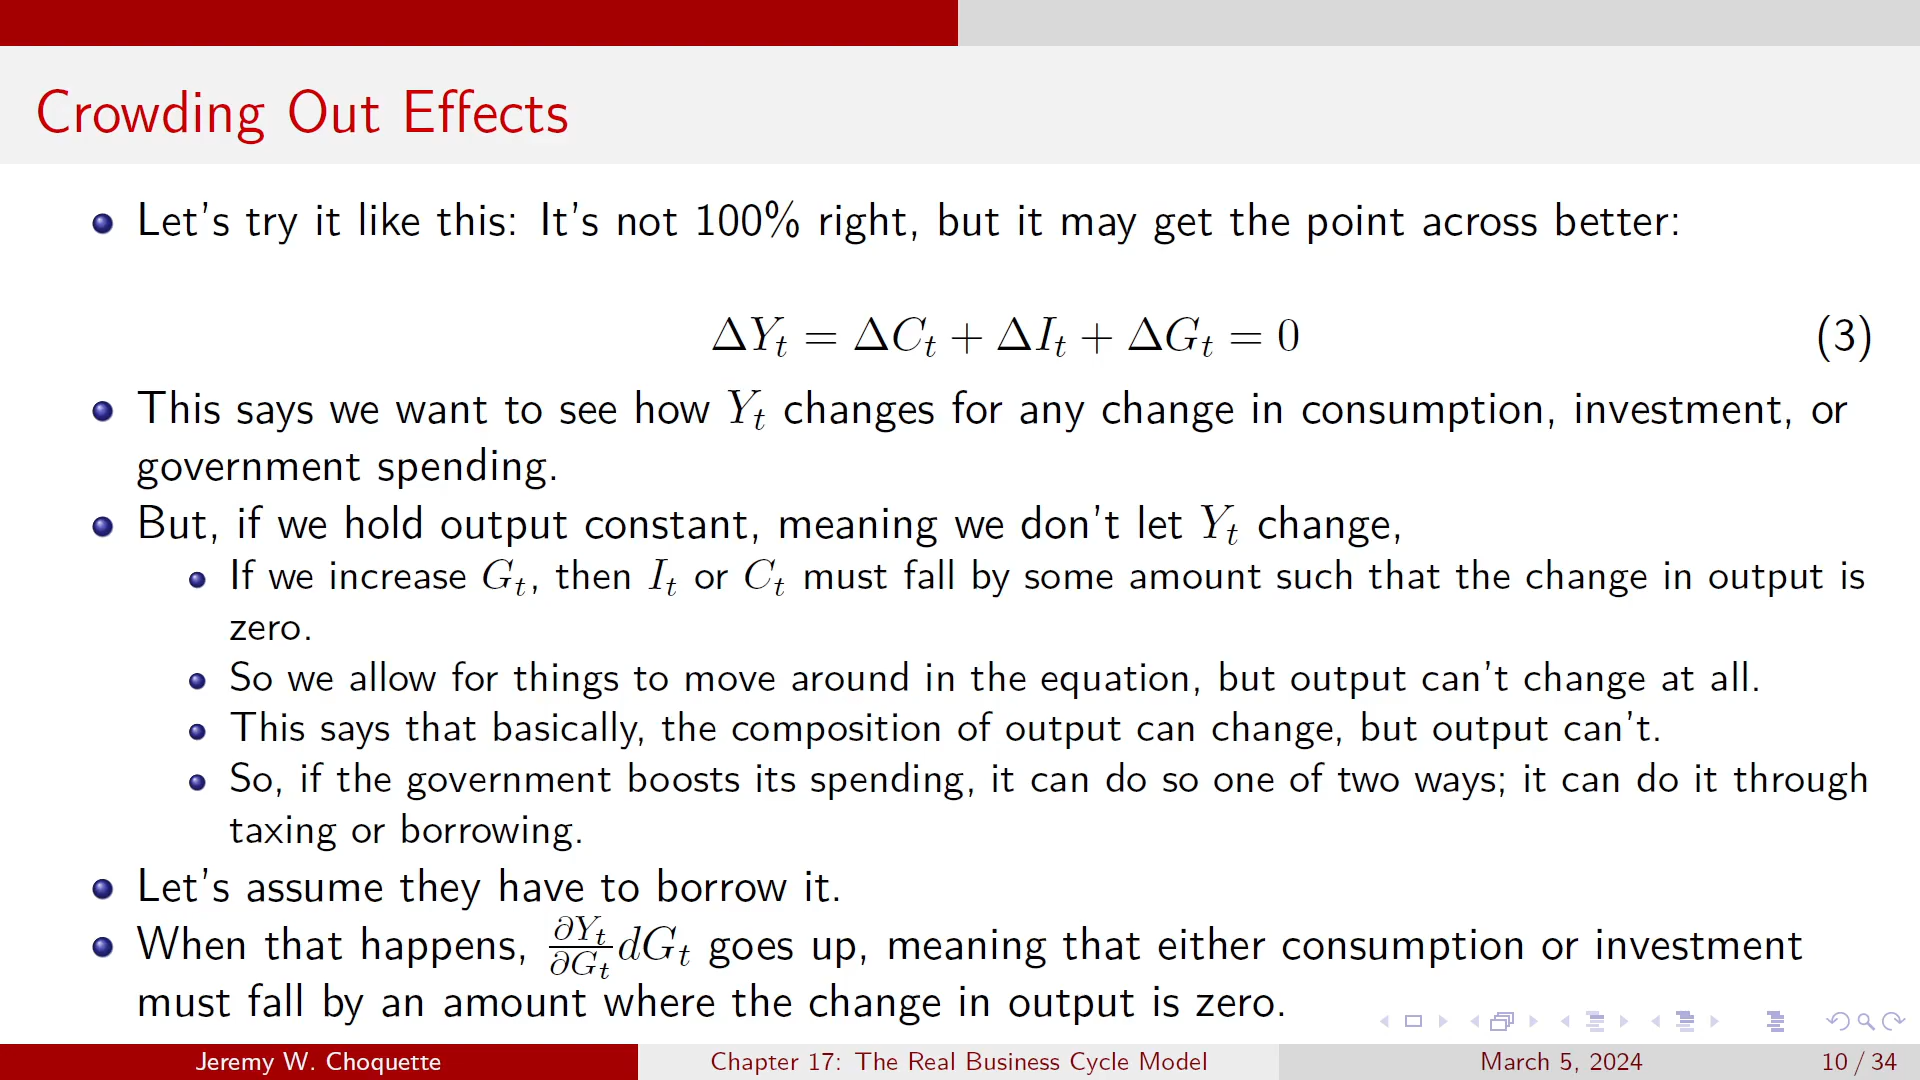 Crowding Out Effects
Let's try it like this: It's not 100% right, but it may get the point across better:
ΔY_t = ΔC_t + ΔI_t + ΔG_t = 0 (3)
This says we want to see how Y_t changes for any change in consumption, investment, or
government spending.
But, if we hold output constant, meaning we don't let Y_t change,
If we increase G_t, then I_t or C_t must fall by some amount such that the change in output is
zero.
So we allow for things to move around in the equation, but output can't change at all.
This says that basically, the composition of output can change, but output can't.
So, if the government boosts its spending, it can do so one of two ways; it can do it through
taxing or borrowing.
Let's assume they have to borrow it.
When that happens, ∂Y_t/∂G_t dG_t goes up, meaning that either consumption or investment
must fall by an amount where the change in output is zero.
Jeremy W. Choquette Chapter 17: The Real Business Cycle Model March 5, 2024 10 / 34